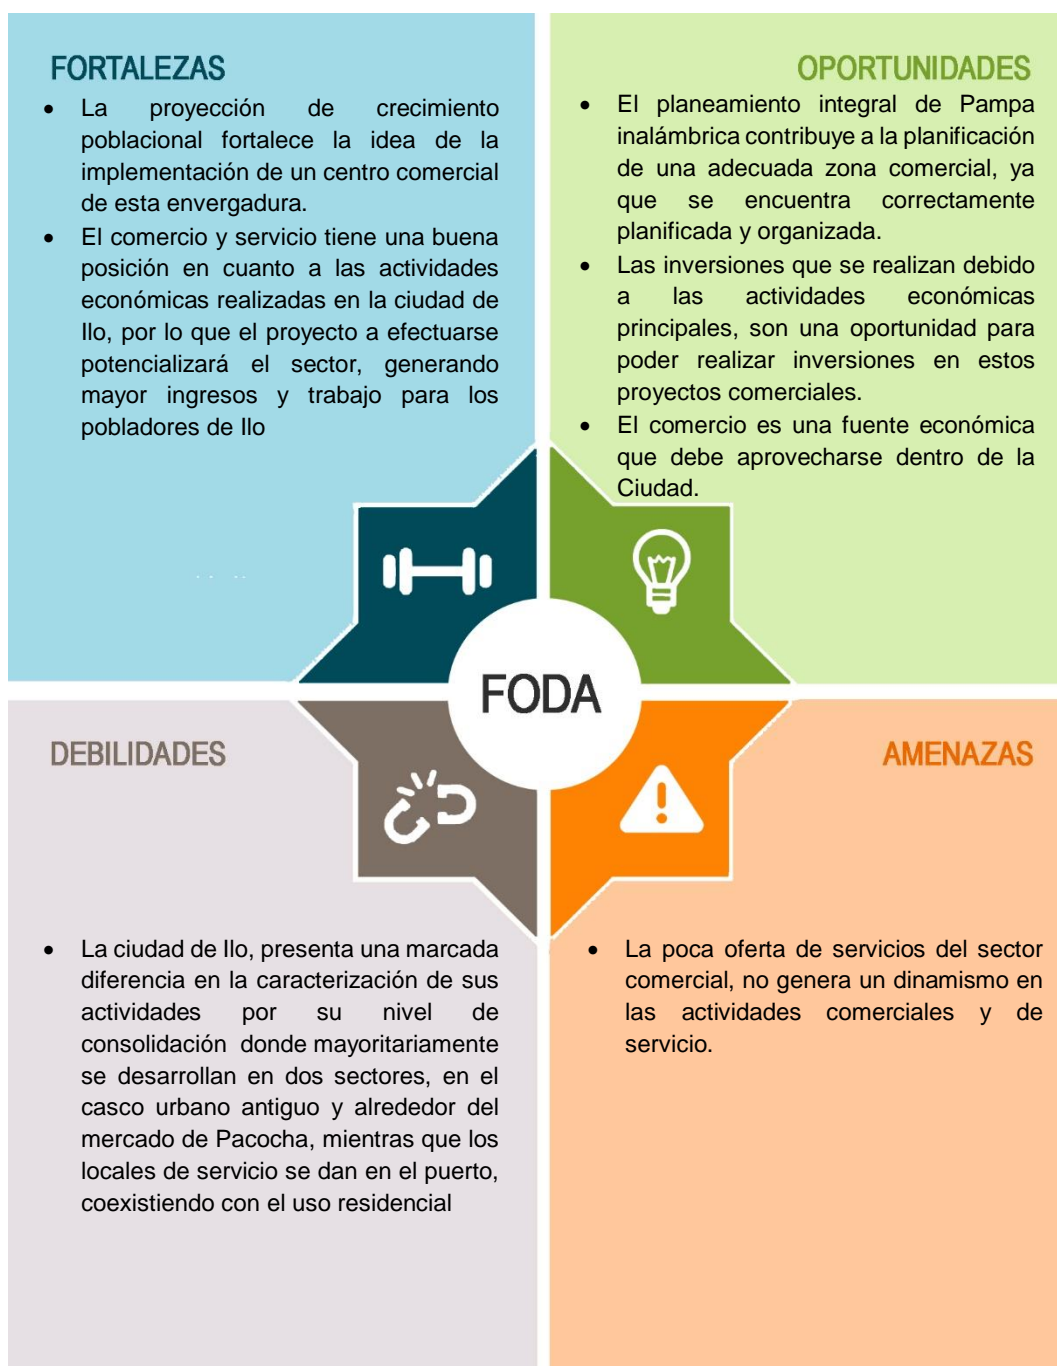 FORTALEZAS
• La proyección de crecimiento
poblacional fortalece la idea de la
implementación de un centro comercial
de esta envergadura.
• El comercio y servicio tiene una buena
posición en cuanto a las actividades
económicas realizadas en la ciudad de
Ilo, por lo que el proyecto a efectuarse
potencializará el sector, generando
mayor ingresos y trabajo para los
pobladores de Ilo
OPORTUNIDADES
• El planeamiento integral de Pampa
inalámbrica contribuye a la planificación
de una adecuada zona comercial, ya
que se encuentra correctamente
planificada y organizada.
• Las inversiones que se realizan debido
a las actividades económicas
principales, son una oportunidad para
poder realizar inversiones en estos
proyectos comerciales.
• El comercio es una fuente económica
que debe aprovecharse dentro de la
Ciudad.
FODA
DEBILIDADES
• La ciudad de Ilo, presenta una marcada
diferencia en la caracterización de sus
actividades por su nivel de
consolidación donde mayoritariamente
se desarrollan en dos sectores, en el
casco urbano antiguo y alrededor del
mercado de Pacocha, mientras que los
locales de servicio se dan en el puerto,
coexistiendo con el uso residencial
AMENAZAS
• La poca oferta de servicios del sector
comercial, no genera un dinamismo en
las actividades comerciales y de
servicio.